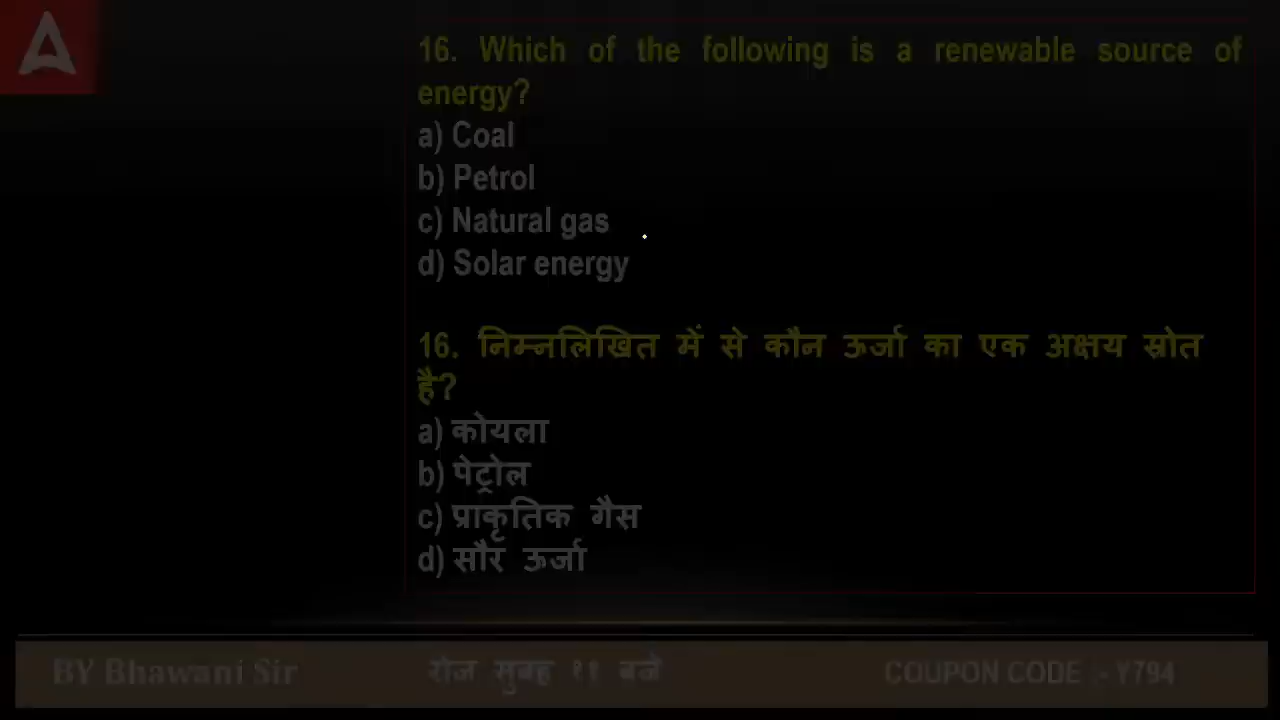 16. Which of the following is a renewable source of
energy?
a) Coal
b) Petrol
c) Natural gas
d) Solar energy
16. निम्नलिखित में से कौन ऊर्जा का एक अक्षय स्रोत
है?
a) कोयला
b) पेट्रोल
c) प्राकृतिक गैस
d) सौर ऊर्जा
BY Bhawani Sir रोज सुबह ११ बजे COUPON CODE :- Y794